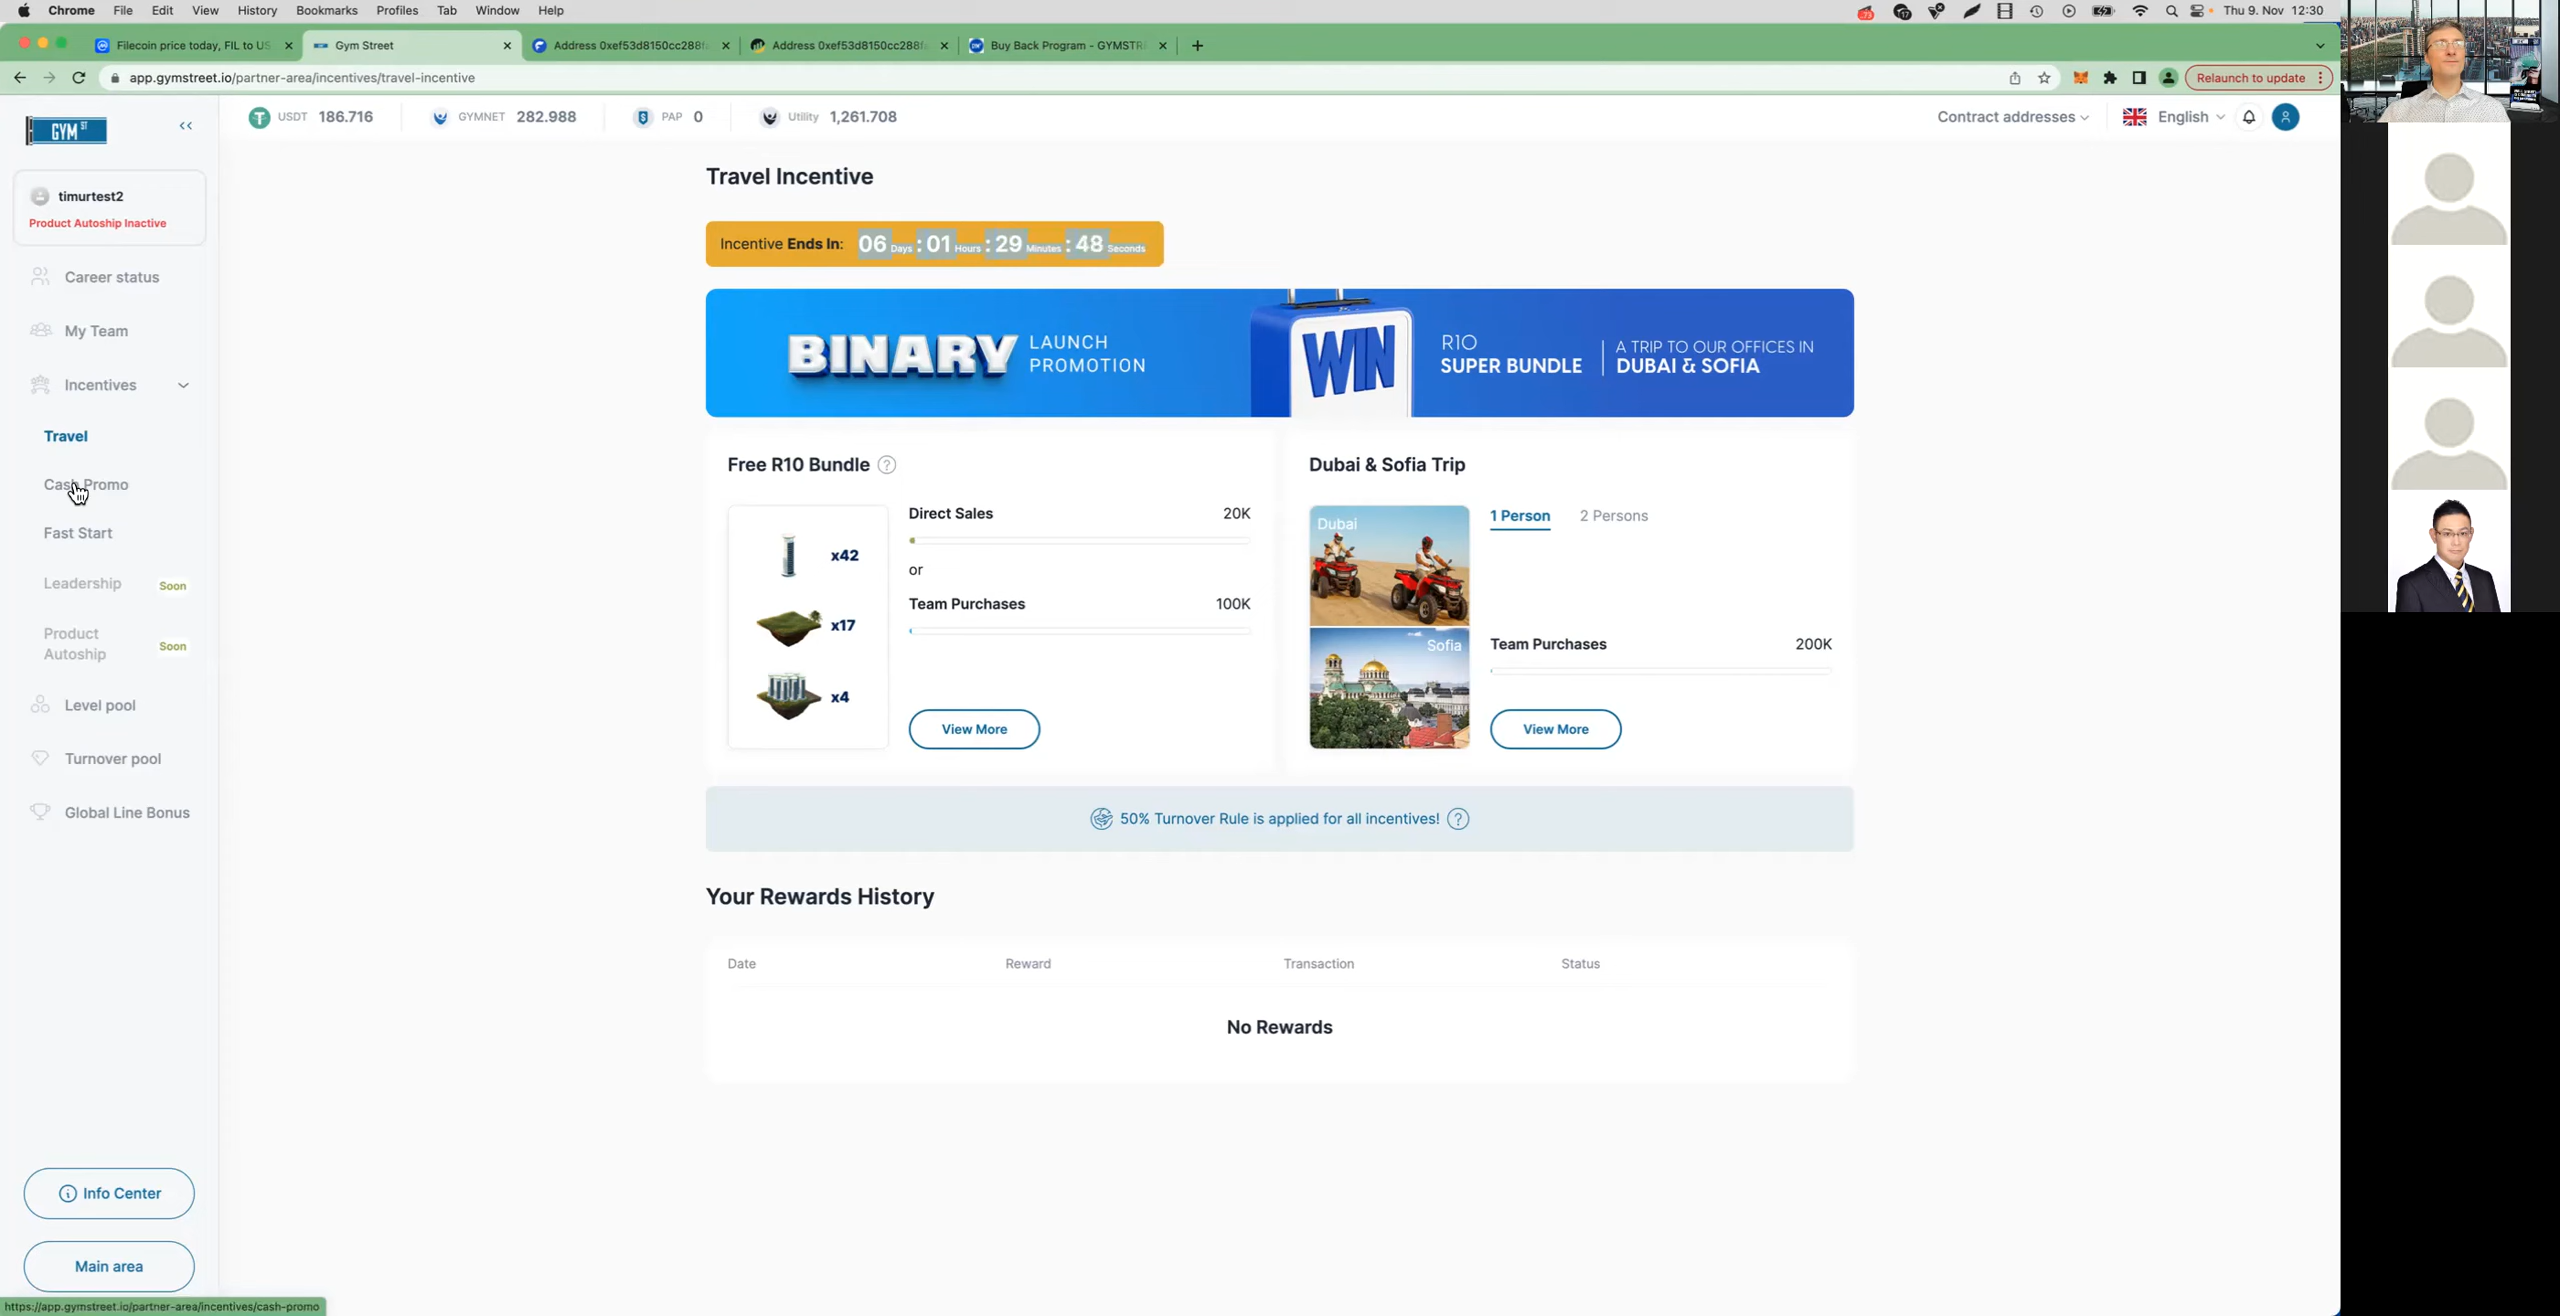 Chrome File Edit View History Bookmarks Profiles Tab Window Help
Thu 9. Nov 12:30
Filecoin price today, FIL to US
Gym Street
Address 0xef53d8150cc288f
Address 0xef53d8150cc288f
Buy Back Program - GYMSTR
app.gymstreet.io/partner-area/incentives/travel-incentive
Relaunch to update
GYM ST
USDT 186.716
GYMNET 282.988
PAP 0
Utility 1,261.708
Contract addresses
English
timurtest2
Product Autoship Inactive
Career status
My Team
Incentives
Travel
Cash Promo
Fast Start
Leadership Soon
Product
Autoship Soon
Level pool
Turnover pool
Global Line Bonus
Info Center
Main area
Travel Incentive
Incentive Ends In: 06 Days : 01 Hours : 29 Minutes : 48 Seconds
BINARY LAUNCH
PROMOTION
WIN
R10
SUPER BUNDLE
A TRIP TO OUR OFFICES IN
DUBAI & SOFIA
Free R10 Bundle ?
x42
x17
x4
Direct Sales 20K
or
Team Purchases 100K
View More
Dubai & Sofia Trip
Dubai
Sofia
1 Person 2 Persons
Team Purchases 200K
View More
50% Turnover Rule is applied for all incentives! ?
Your Rewards History
Date Reward Transaction Status
No Rewards
https://app.gymstreet.io/partner-area/incentives/cash-promo